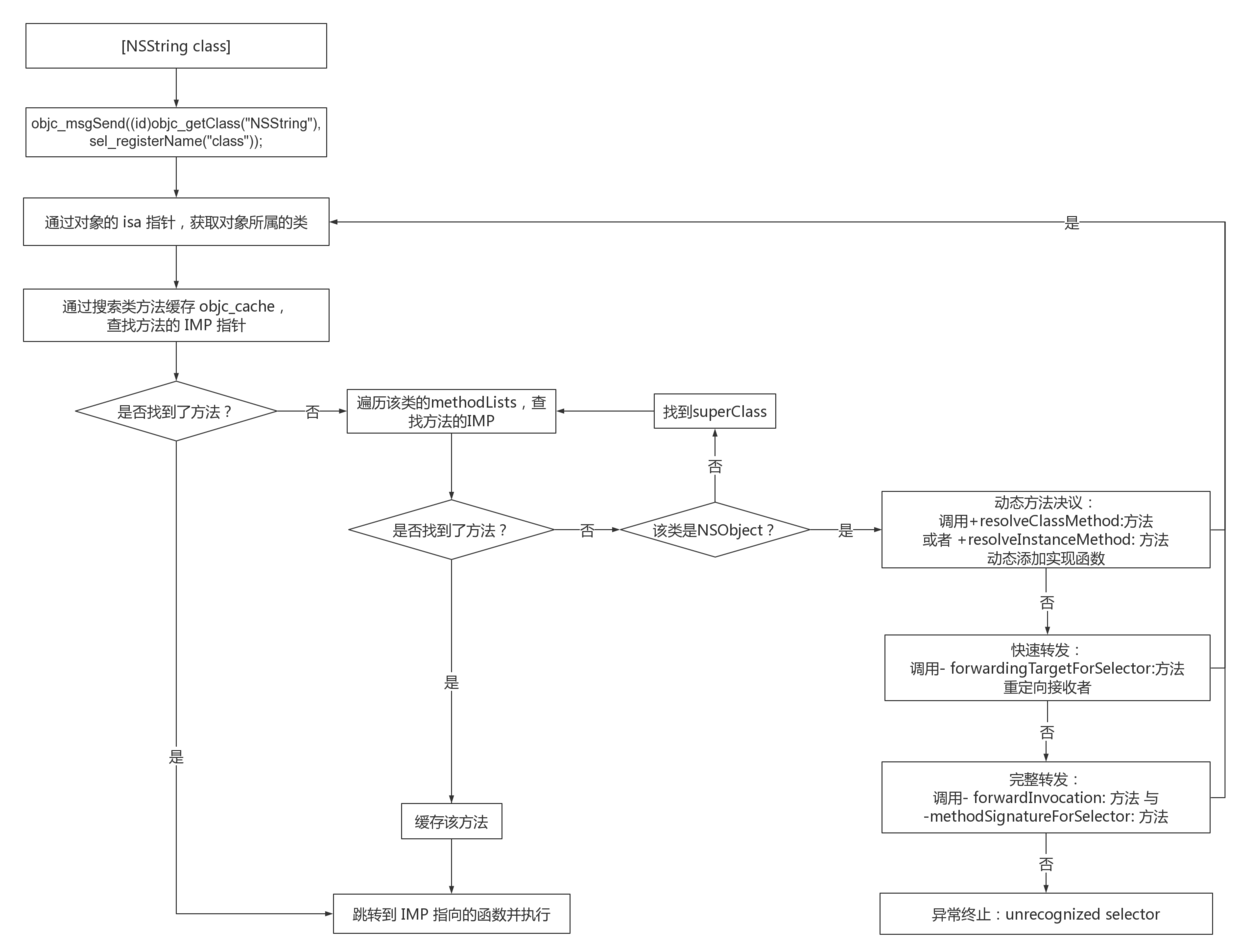 [NSString class]
objc_msgSend((id)objc_getClass("NSString"),
sel_registerName("class"));
通过对象的 isa 指针，获取对象所属的类
是
通过搜索类方法缓存 objc_cache，
查找方法的 IMP 指针
是否找到了方法？
否
遍历该类的methodLists，查
找方法的IMP
找到superClass
否
是否找到了方法？
否
该类是NSObject？
是
动态方法决议：
调用+resolveClassMethod:方法
或者 +resolveInstanceMethod: 方法
动态添加实现函数
否
快速转发：
调用- forwardingTargetForSelector:方法
重定向接收者
是
否
是
完整转发：
调用- forwardInvocation: 方法 与
-methodSignatureForSelector: 方法
缓存该方法
否
跳转到 IMP 指向的函数并执行
异常终止：unrecognized selector